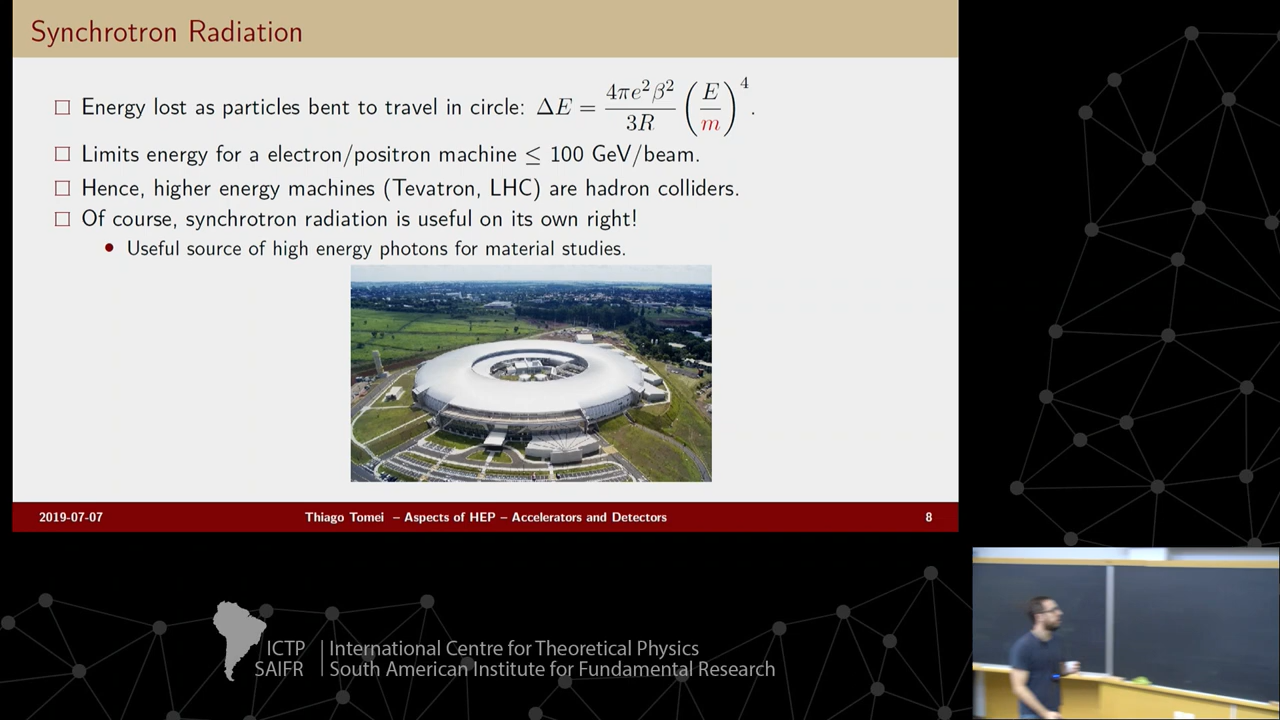 Synchrotron Radiation
Energy lost as particles bent to travel in circle: ΔE = \frac{4πe²β²}{3R} \left(\frac{E}{m}\right)^4.
Limits energy for a electron/positron machine ≤ 100 GeV/beam.
Hence, higher energy machines (Tevatron, LHC) are hadron colliders.
Of course, synchrotron radiation is useful on its own right!
Useful source of high energy photons for material studies.
2019-07-07 Thiago Tomei – Aspects of HEP – Accelerators and Detectors 8
ICTP | International Centre for Theoretical Physics
SAIFR | South American Institute for Fundamental Research